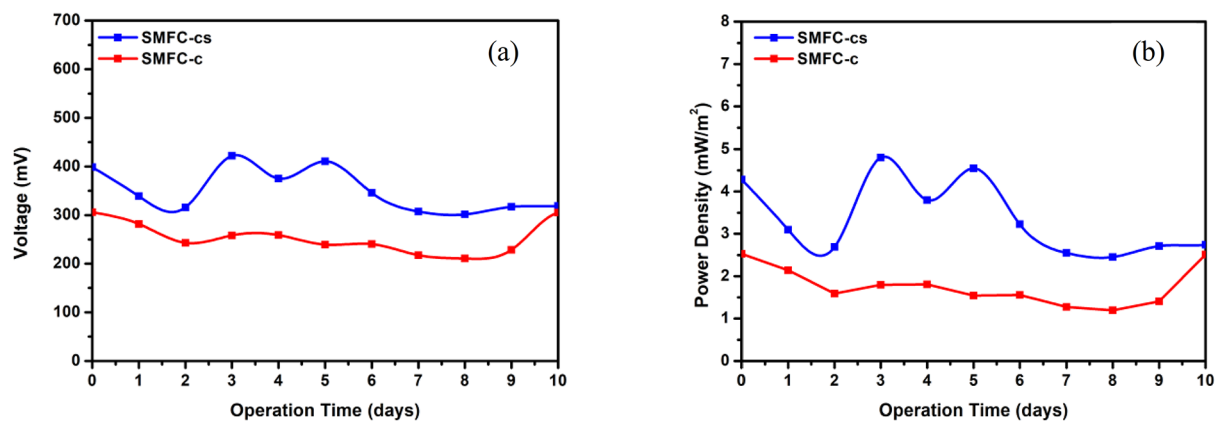 700
600
500
400
300
200
100
0
Voltage (mV)
SMFC-cs
SMFC-c
(a)
0 1 2 3 4 5 6 7 8 9 10
Operation Time (days)
8
7
6
5
4
3
2
1
0
Power Density (mW/m²)
SMFC-cs
SMFC-c
(b)
0 1 2 3 4 5 6 7 8 9 10
Operation Time (days)